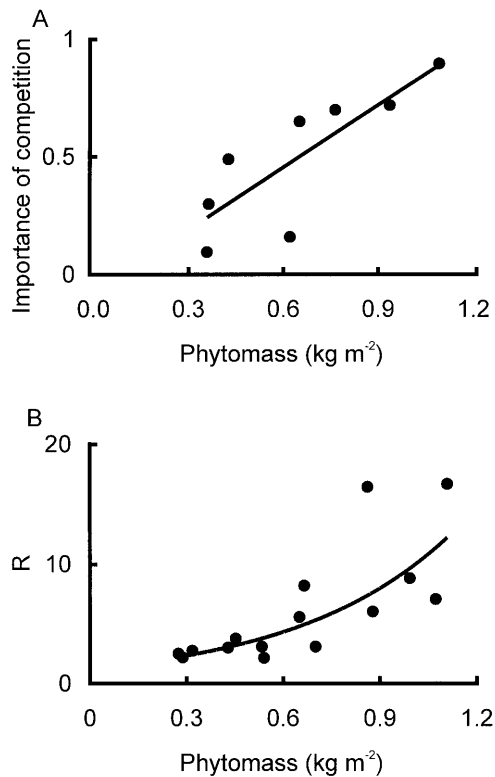 A
Importance of competition
1
0.5
0
0.0 0.3 0.6 0.9 1.2
Phytomass (kg m-2)
B
R
20
10
0
0 0.3 0.6 0.9 1.2
Phytomass (kg m-2)